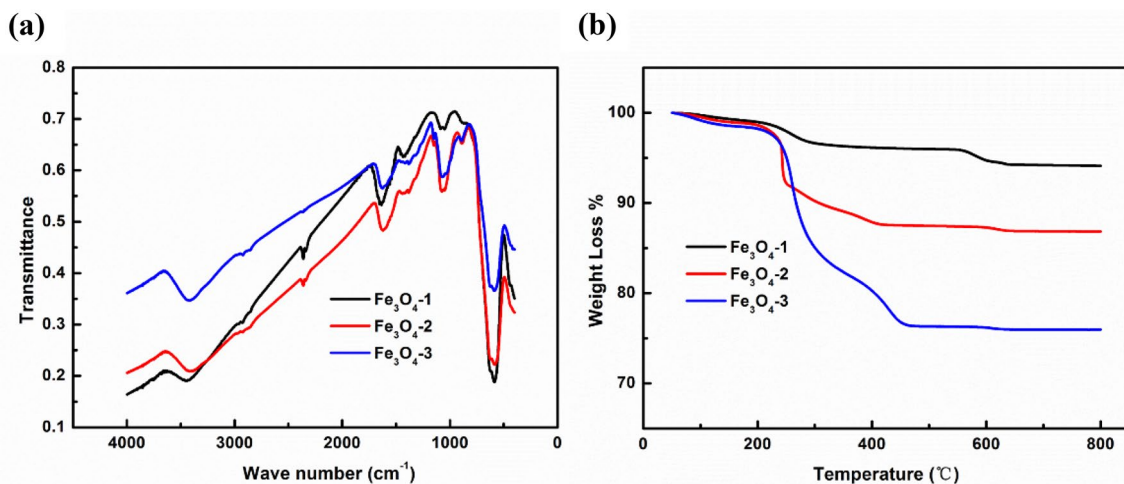 (a)
0.8
0.7
0.6
0.5
0.4
0.3
0.2
0.1
Transmittance
Fe₃O₄-1
Fe₃O₄-2
Fe₃O₄-3
4000 3000 2000 1000 0
Wave number (cm⁻¹)
(b)
100
90
80
70
Weight Loss %
Fe₃O₄-1
Fe₃O₄-2
Fe₃O₄-3
0 200 400 600 800
Temperature (℃)